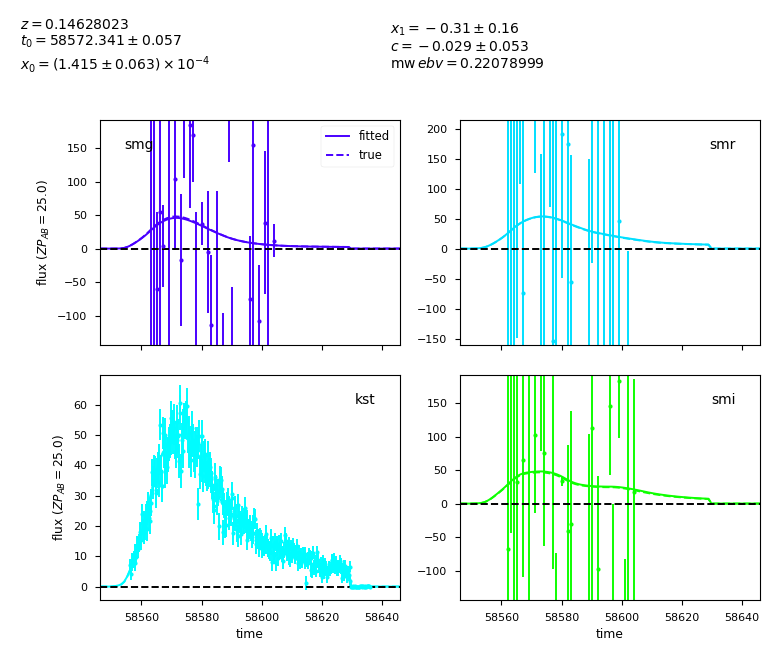 z = 0.14628023
t₀ = 58572.341 ± 0.057
x₀ = (1.415 ± 0.063) × 10⁻⁴
x₁ = −0.31 ± 0.16
c = −0.029 ± 0.053
mwebv = 0.22078999
smg
fitted
true
150
100
50
0
−50
−100
flux (ZP_AB = 25.0)
smr
200
150
100
50
0
−50
−100
−150
kst
60
50
40
30
20
10
0
flux (ZP_AB = 25.0)
58560 58580 58600 58620 58640
time
smi
150
100
50
0
−50
−100
58560 58580 58600 58620 58640
time